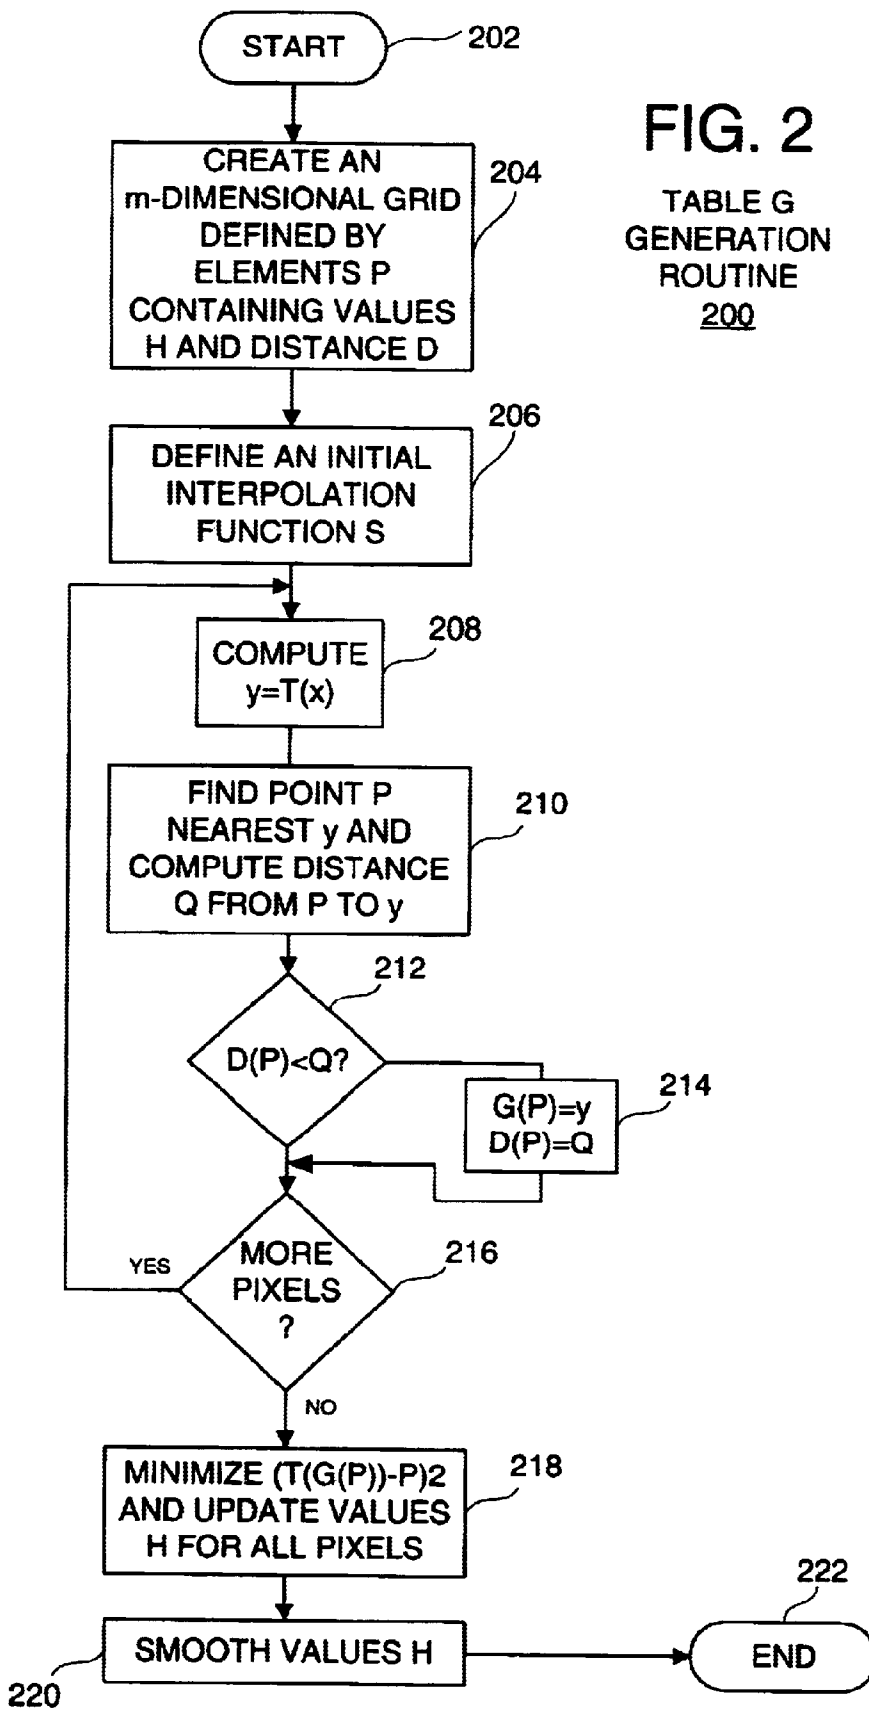 START
202
FIG. 2
TABLE G
GENERATION
ROUTINE
200
CREATE AN
m-DIMENSIONAL GRID
DEFINED BY
ELEMENTS P
CONTAINING VALUES
H AND DISTANCE D
204
DEFINE AN INITIAL
INTERPOLATION
FUNCTION S
206
COMPUTE
y=T(x)
208
FIND POINT P
NEAREST y AND
COMPUTE DISTANCE
Q FROM P TO y
210
D(P)<Q?
212
G(P)=y
D(P)=Q
214
MORE
PIXELS
?
216
YES
NO
MINIMIZE (T(G(P))-P)2
AND UPDATE VALUES
H FOR ALL PIXELS
218
SMOOTH VALUES H
220
END
222